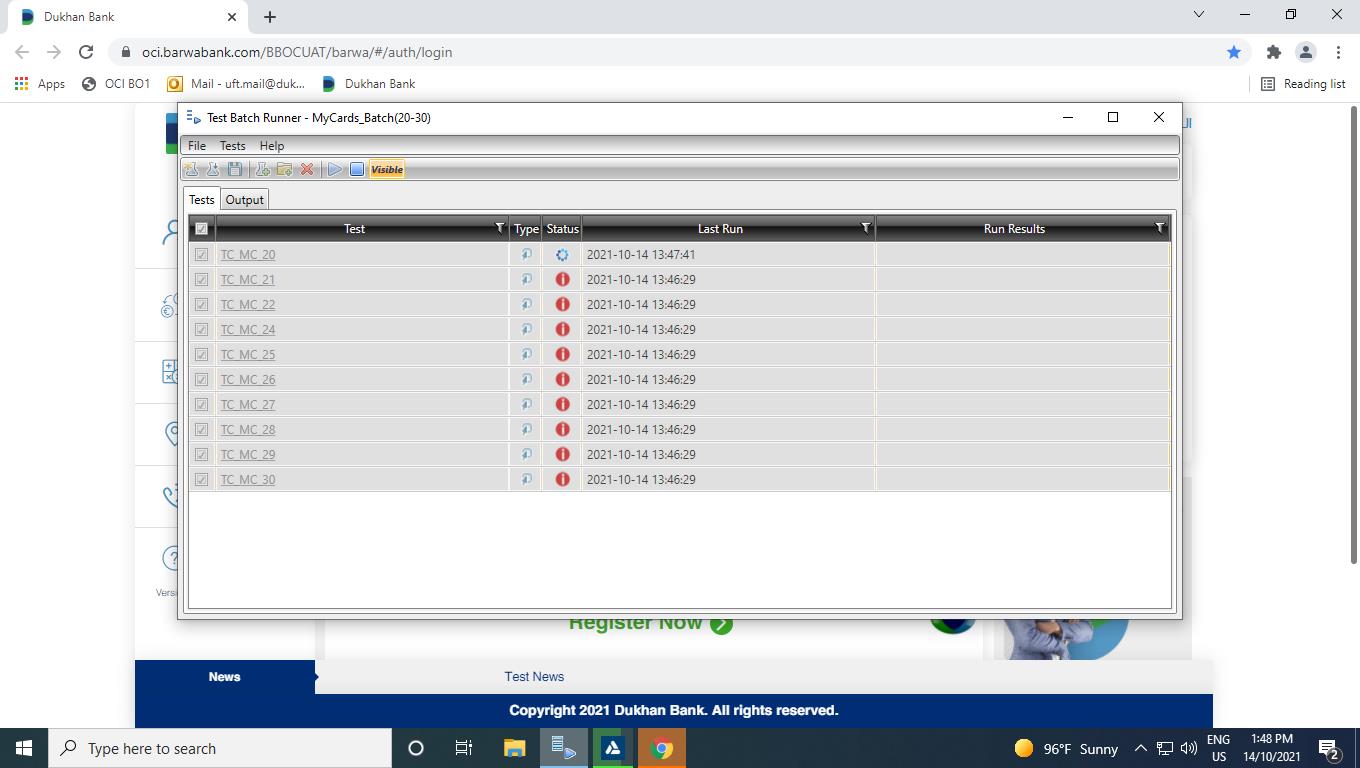 Dukhan Bank
oci.barwabank.com/BBOCUAT/barwa/#/auth/login
Apps OCI BO1 Mail - uft.mail@duk... Dukhan Bank Reading list
Test Batch Runner - MyCards_Batch(20-30)
File Tests Help
Visible
Tests Output
Test Type Status Last Run Run Results
TC_MC_20 2021-10-14 13:47:41
TC_MC_21 2021-10-14 13:46:29
TC_MC_22 2021-10-14 13:46:29
TC_MC_24 2021-10-14 13:46:29
TC_MC_25 2021-10-14 13:46:29
TC_MC_26 2021-10-14 13:46:29
TC_MC_27 2021-10-14 13:46:29
TC_MC_28 2021-10-14 13:46:29
TC_MC_29 2021-10-14 13:46:29
TC_MC_30 2021-10-14 13:46:29
Register Now
News Test News
Copyright 2021 Dukhan Bank. All rights reserved.
Type here to search
96°F Sunny
ENG
US
1:48 PM
14/10/2021
2